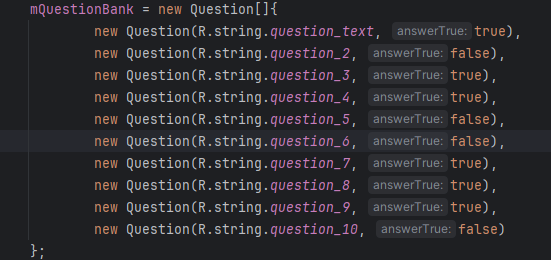 mQuestionBank = new Question[]{
new Question(R.string.question_text, answerTrue: true),
new Question(R.string.question_2, answerTrue: false),
new Question(R.string.question_3, answerTrue: true),
new Question(R.string.question_4, answerTrue: true),
new Question(R.string.question_5, answerTrue: false),
new Question(R.string.question_6, answerTrue: false),
new Question(R.string.question_7, answerTrue: true),
new Question(R.string.question_8, answerTrue: true),
new Question(R.string.question_9, answerTrue: true),
new Question(R.string.question_10, answerTrue: false)
};